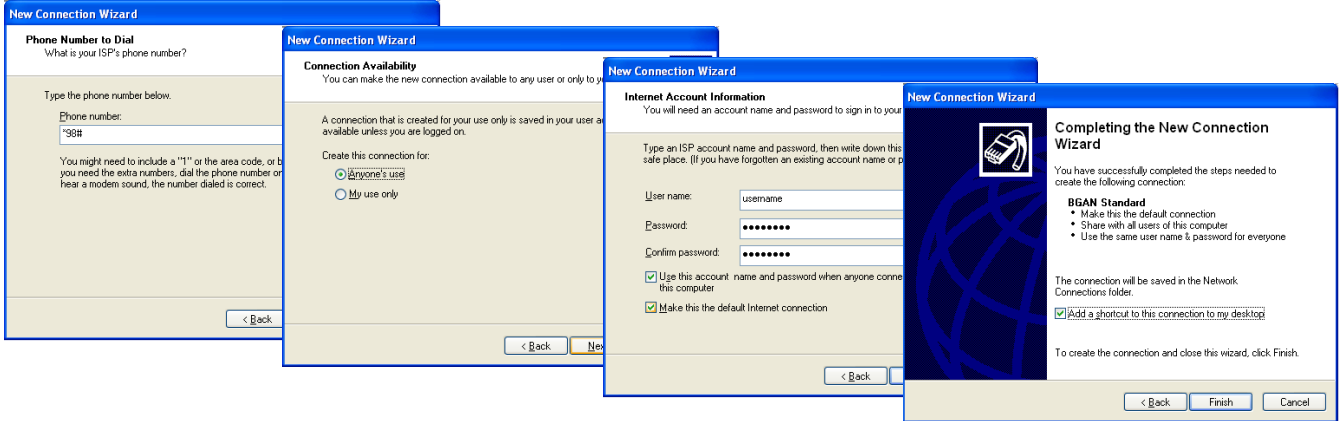 New Connection Wizard
Phone Number to Dial
What is your ISP's phone number?
Type the phone number below.
Phone number:
*98#
You might need to include a "1" or the area code, or b
you need the extra numbers, dial the phone number on
hear a modem sound, the number dialed is correct.
< Back
New Connection Wizard
Connection Availability
You can make the new connection available to any user or only to yo
A connection that is created for your use only is saved in your user a
available unless you are logged on.
Create this connection for:
Anyone's use
My use only
< Back
Nex
New Connection Wizard
Internet Account Information
You will need an account name and password to sign in to your
Type an ISP account name and password, then write down this
safe place. (If you have forgotten an existing account name or p
User name:
username
Password:
Confirm password:
Use this account name and password when anyone conne
this computer
Make this the default Internet connection
< Back
New Connection Wizard
Completing the New Connection
Wizard
You have successfully completed the steps needed to
create the following connection:
BGAN Standard
• Make this the default connection
• Share with all users of this computer
• Use the same user name & password for everyone
The connection will be saved in the Network
Connections folder.
Add a shortcut to this connection to my desktop
To create the connection and close this wizard, click Finish.
< Back
Finish
Cancel